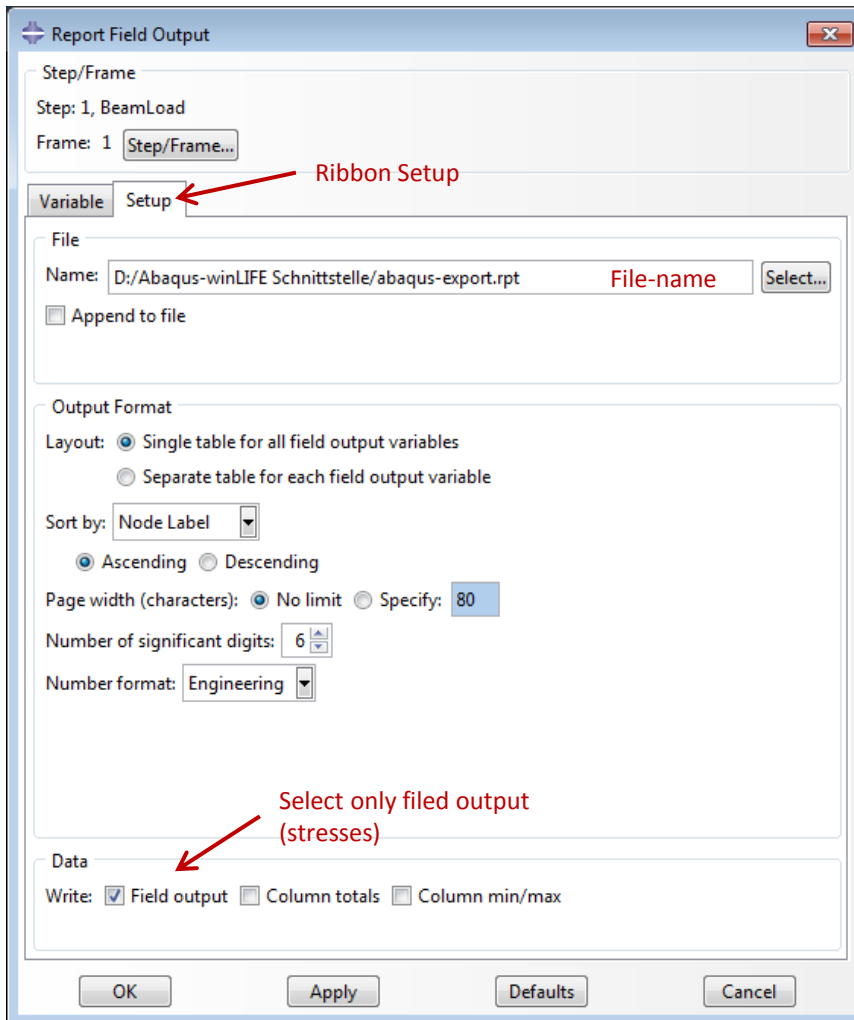 Report Field Output
Step/Frame
Step: 1, BeamLoad
Frame: 1 Step/Frame...
Ribbon Setup
Variable Setup
File
Name: D:/Abaqus-winLIFE Schnittstelle/abaqus-export.rpt File-name Select...
Append to file
Output Format
Layout: Single table for all field output variables
Separate table for each field output variable
Sort by: Node Label
Ascending Descending
Page width (characters): No limit Specify: 80
Number of significant digits: 6
Number format: Engineering
Select only filed output
(stresses)
Data
Write: Field output Column totals Column min/max
OK Apply Defaults Cancel